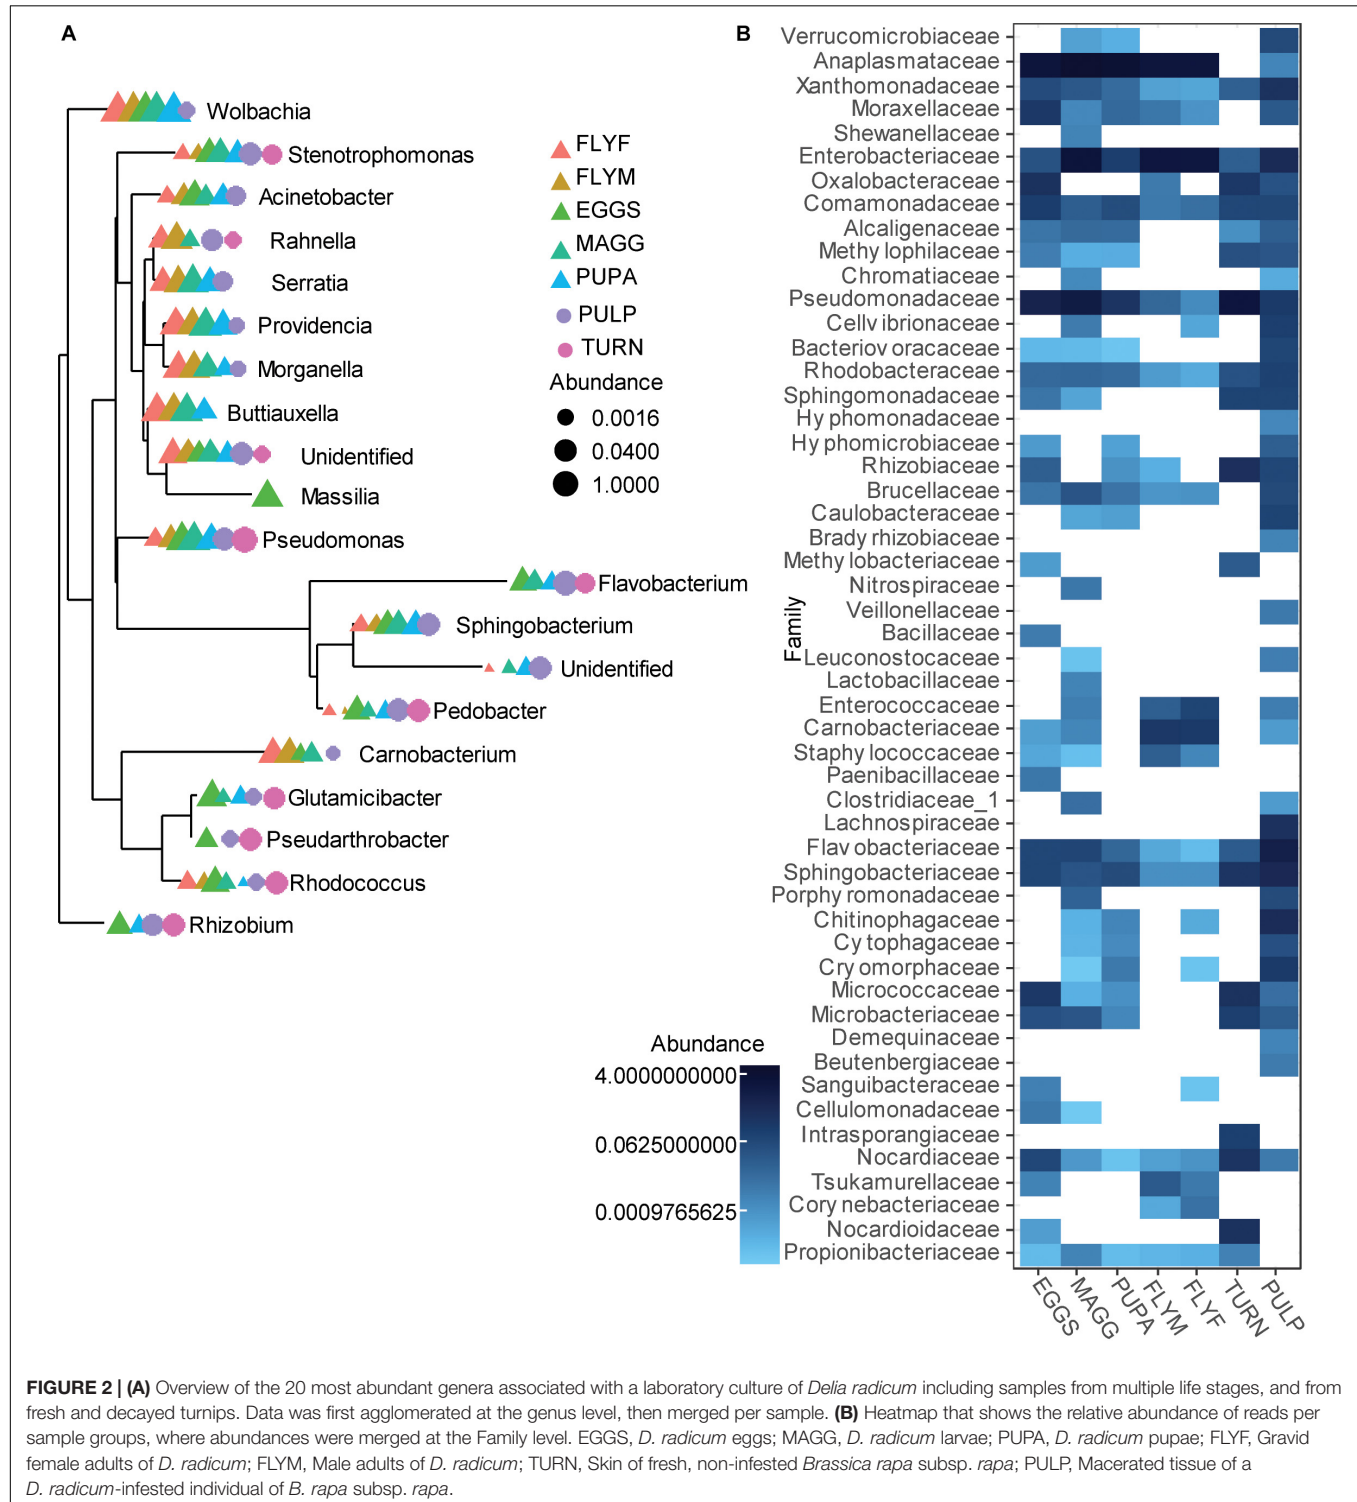 A
Wolbachia
Stenotrophomonas
Acinetobacter
Rahnella
Serratia
Providencia
Morganella
Buttiauxella
Unidentified
Massilia
Pseudomonas
Flavobacterium
Sphingobacterium
Unidentified
Pedobacter
Carnobacterium
Glutamicibacter
Pseudarthrobacter
Rhodococcus
Rhizobium
FLYF
FLYM
EGGS
MAGG
PUPA
PULP
TURN
Abundance
0.0016
0.0400
1.0000
B
Family
Verrucomicrobiaceae
Anaplasmataceae
Xanthomonadaceae
Moraxellaceae
Shewanellaceae
Enterobacteriaceae
Oxalobacteraceae
Comamonadaceae
Alcaligenaceae
Methy lophilaceae
Chromatiaceae
Pseudomonadaceae
Cellv ibrionaceae
Bacteriov oracaceae
Rhodobacteraceae
Sphingomonadaceae
Hy phomonadaceae
Hy phomicrobiaceae
Rhizobiaceae
Brucellaceae
Caulobacteraceae
Brady rhizobiaceae
Methy lobacteriaceae
Nitrospiraceae
Veillonellaceae
Bacillaceae
Leuconostocaceae
Lactobacillaceae
Enterococcaceae
Carnobacteriaceae
Staphy lococcaceae
Paenibacillaceae
Clostridiaceae_1
Lachnospiraceae
Flav obacteriaceae
Sphingobacteriaceae
Porphy romonadaceae
Chitinophagaceae
Cy tophagaceae
Cry omorphaceae
Micrococcaceae
Microbacteriaceae
Demequinaceae
Beutenbergiaceae
Sanguibacteraceae
Cellulomonadaceae
Intrasporangiaceae
Nocardiaceae
Tsukamurellaceae
Cory nebacteriaceae
Nocardioidaceae
Propionibacteriaceae
EGGS
MAGG
PUPA
FLYM
FLYF
TURN
PULP
Abundance
4.0000000000
0.0625000000
0.0009765625
FIGURE 2 | (A) Overview of the 20 most abundant genera associated with a laboratory culture of Delia radicum including samples from multiple life stages, and from
fresh and decayed turnips. Data was first agglomerated at the genus level, then merged per sample. (B) Heatmap that shows the relative abundance of reads per
sample groups, where abundances were merged at the Family level. EGGS, D. radicum eggs; MAGG, D. radicum larvae; PUPA, D. radicum pupae; FLYF, Gravid
female adults of D. radicum; FLYM, Male adults of D. radicum; TURN, Skin of fresh, non-infested Brassica rapa subsp. rapa; PULP, Macerated tissue of a
D. radicum-infested individual of B. rapa subsp. rapa.